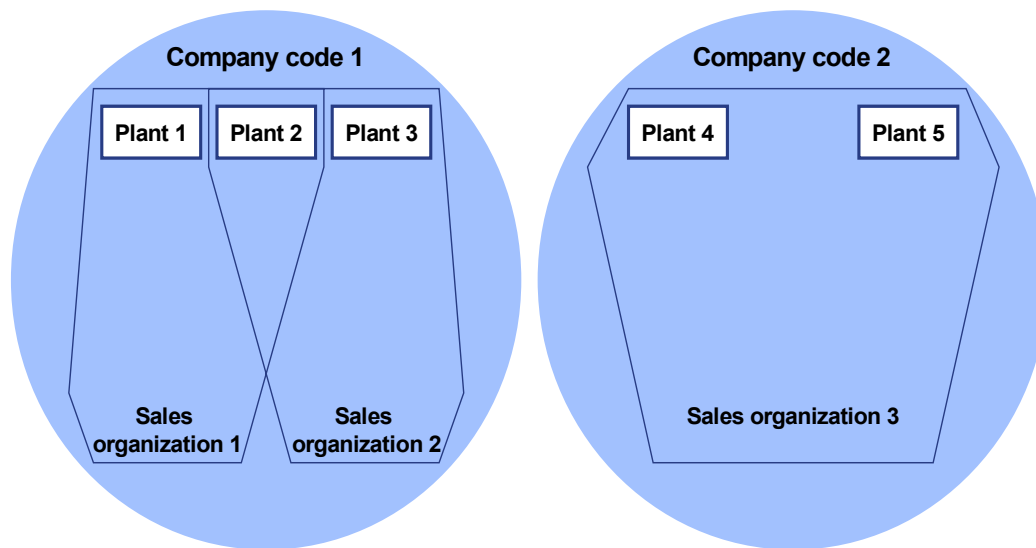 Company code 1
Plant 1
Plant 2
Plant 3
Sales
organization 1
Sales
organization 2
Company code 2
Plant 4
Plant 5
Sales organization 3